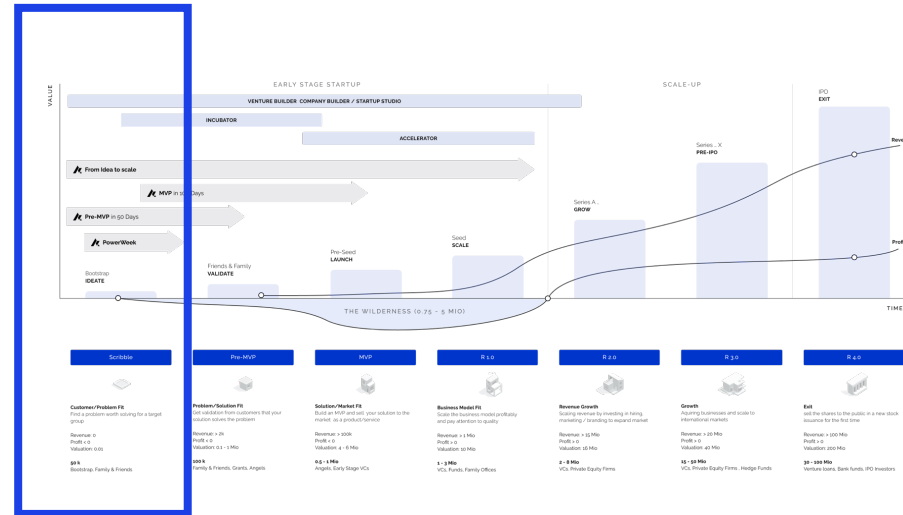 EARLY STAGE STARTUP
SCALE-UP
VALUE
VENTURE BUILDER COMPANY BUILDER / STARTUP STUDIO
INCUBATOR
ACCELERATOR
From Idea to scale
MVP in Days
Pre-MVP in 50 Days
PowerWeek
Bootstrap
IDEATE
Friends & Family
VALIDATE
Pre-Seed
LAUNCH
Seed
SCALE
Series A ..
GROW
Series .. X
PRE-IPO
IPO
EXIT
Reve
Profi
THE WILDERNESS (0.75 - 5 MIO)
TIME
Scribble
Customer/Problem Fit
Find a problem worth solving for a target
group
Revenue: 0
Profit < 0
Valuation: 0.01
50 k
Bootstrap, Family & Friends
Pre-MVP
Problem/Solution Fit
Get validation from customers that your
solution solves the problem
Revenue: > 2k
Profit < 0
Valuation: 0.1 - 1 Mio
100 k
Family & Friends, Grants, Angels
MVP
Solution/Market Fit
Build an MVP and sell your solution to the
market as a product/service
Revenue: > 100k
Profit < 0
Valuation: 4 - 6 Mio
0.5 - 1 Mio
Angels, Early Stage VCs
R 1.0
Business Model Fit
Scale the business model profitably
and pay attention to quality.
Revenue: > 1 Mio
Profit > 0
Valuation: 10 Mio
1 - 3 Mio
VCs, Funds, Family Offices
R 2.0
Revenue Growth
Scaling revenue by investing in hiring,
marketing / branding to expand market
Revenue: > 15 Mio
Profit > 0
Valuation: 16 Mio
2 - 8 Mio
VCs, Private Equity Firms
R 3.0
Growth
Aquiring businesses and scale to
international markets
Revenue: > 20 Mio
Profit > 0
Valuation: 40 Mio
15 - 50 Mio
VCs, Private Equity Firms , Hedge Funds
R 4.0
Exit
sell the shares to the public in a new stock
issuence for the first time
Revenue: > 100 Mio
Profit > 0
Valuation: 200 Mio
30 - 100 Mio
Venture loans, Bank funds, IPO Investors